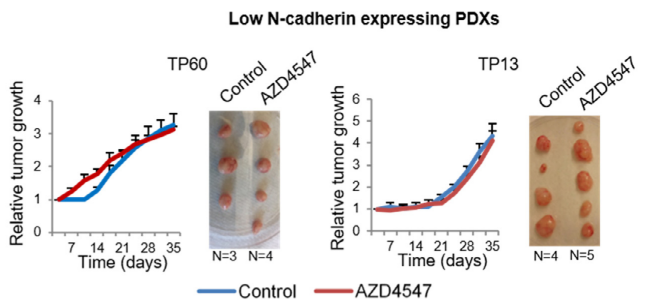 Low N-cadherin expressing PDXs
TP60
Relative tumor growth
4
3
2
1
0
7 14 21 28 35
Time (days)
Control
AZD4547
N=3 N=4
TP13
Relative tumor growth
6
5
4
3
2
1
0
7 14 21 28 35
Time (days)
Control
AZD4547
N=4 N=5
Control AZD4547